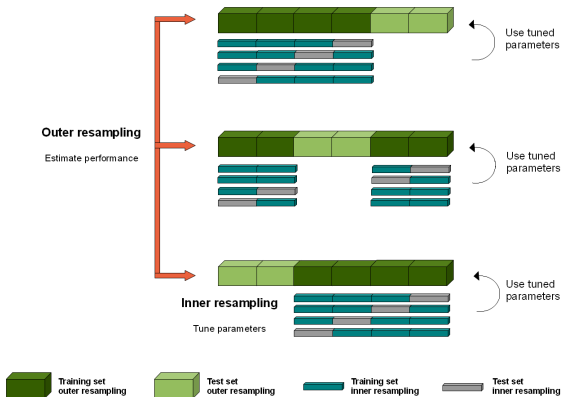 Use tuned
parameters
Outer resampling
Estimate performance
Use tuned
parameters
Use tuned
parameters
Inner resampling
Tune parameters
Training set
outer resampling
Test set
outer resampling
Training set
inner resampling
Test set
inner resampling